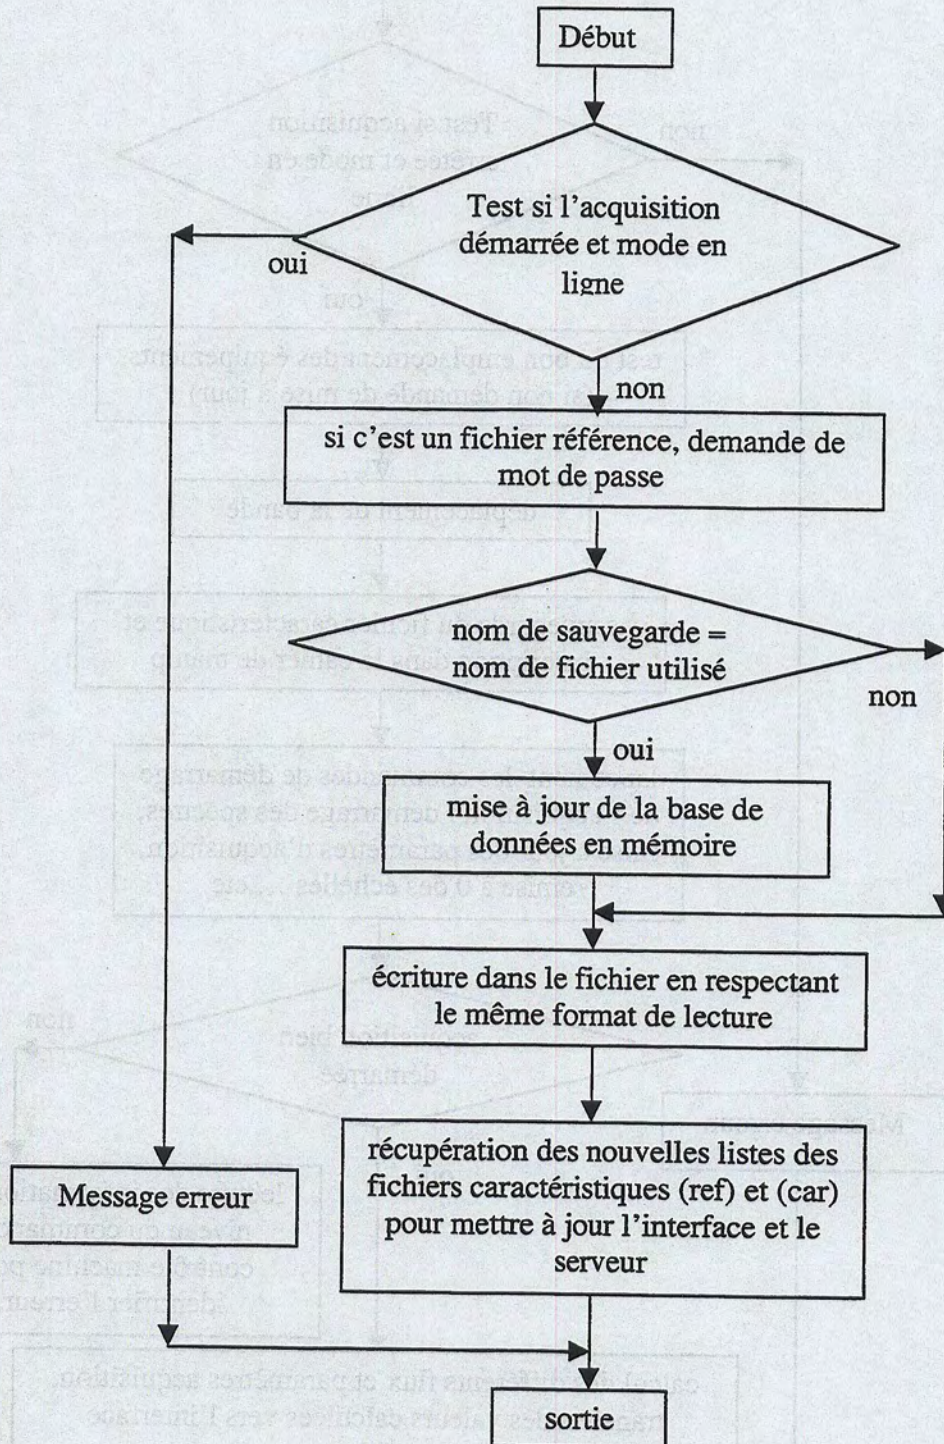 Début
Test si l'acquisition
démarrée et mode en
ligne
oui
non
si c'est un fichier référence, demande de
mot de passe
nom de sauvegarde =
nom de fichier utilisé
non
oui
mise à jour de la base de
données en mémoire
écriture dans le fichier en respectant
le même format de lecture
récupération des nouvelles listes des
fichiers caractéristiques (ref) et (car)
pour mettre à jour l'interface et le
serveur
Message erreur
sortie